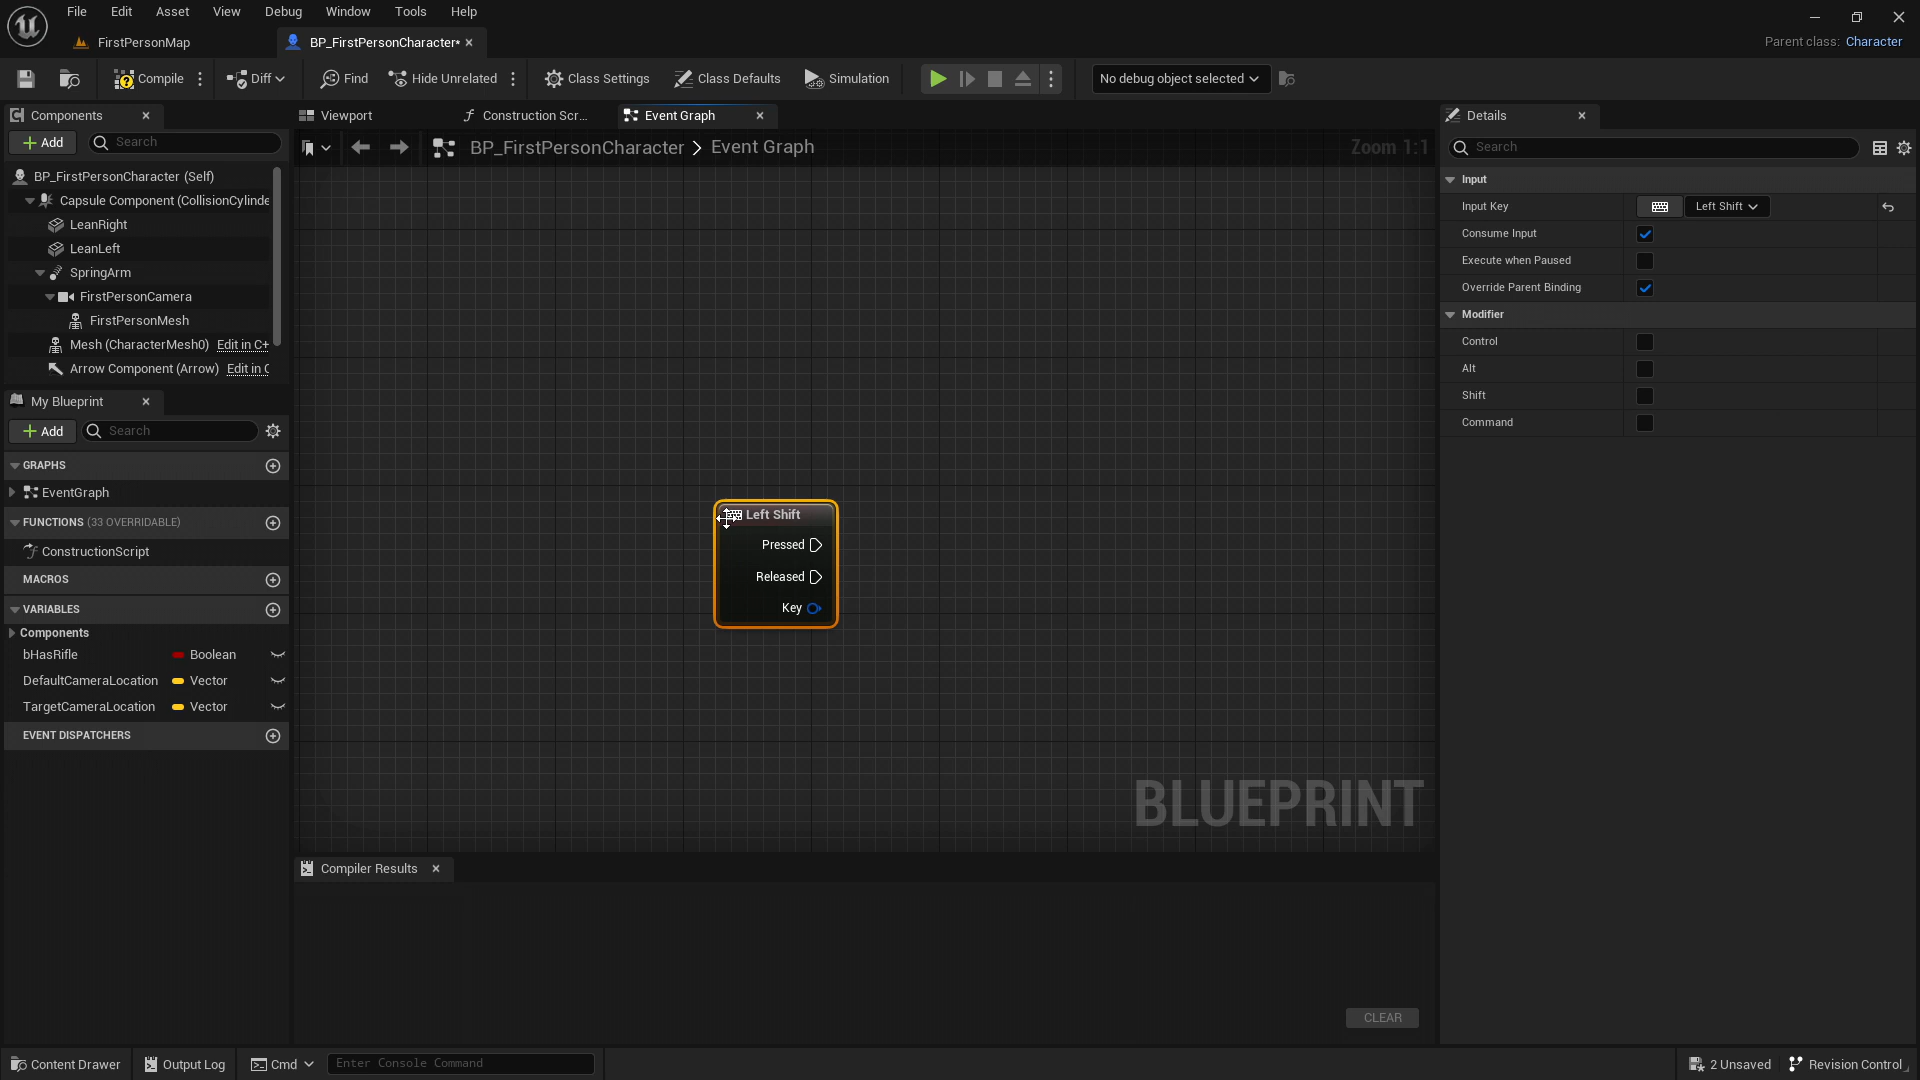 File Edit Asset View Debug Window Tools Help
FirstPersonMap
BP_FirstPersonCharacter*
Parent class: Character
Compile
Diff
Find
Hide Unrelated
Class Settings
Class Defaults
Simulation
No debug object selected
Components
Add
Search
BP_FirstPersonCharacter (Self)
Capsule Component (CollisionCylinde
LeanRight
LeanLeft
SpringArm
FirstPersonCamera
FirstPersonMesh
Mesh (CharacterMesh0) Edit in C+
Arrow Component (Arrow) Edit in C
My Blueprint
Add
Search
GRAPHS
EventGraph
FUNCTIONS (33 OVERRIDABLE)
ConstructionScript
MACROS
VARIABLES
Components
bHasRifle Boolean
DefaultCameraLocation Vector
TargetCameraLocation Vector
EVENT DISPATCHERS
Viewport
Construction Scr...
Event Graph
BP_FirstPersonCharacter > Event Graph
Zoom 1:1
Left Shift
Pressed
Released
Key
BLUEPRINT
Compiler Results
CLEAR
Details
Search
Input
Input Key Left Shift
Consume Input
Execute when Paused
Override Parent Binding
Modifier
Control
Alt
Shift
Command
Content Drawer
Output Log
Cmd
Enter Console Command
2 Unsaved
Revision Control